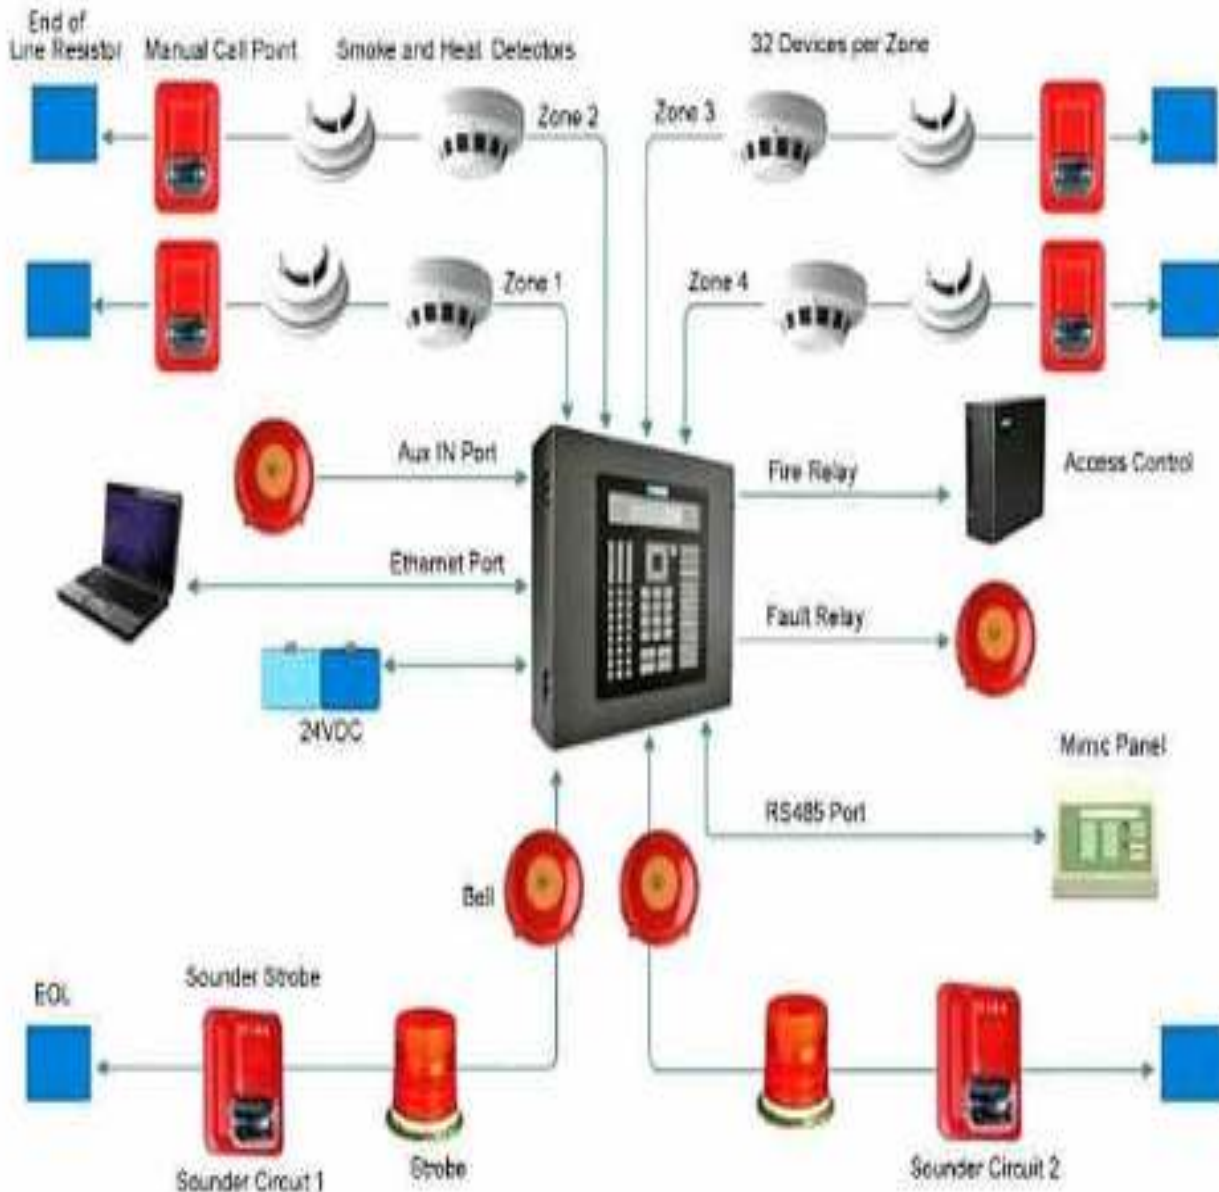 End of
Line Resistor
Manual Call Point
Smoke and Heat Detectors
32 Devices per Zone
Zone 2
Zone 3
Zone 1
Zone 4
Aux IN Port
Fire Relay
Access Control
Ethernet Port
Fault Relay
24VDC
Mimic Panel
RS485 Port
Bell
EOL
Sounder Strobe
Sounder Circuit 1
Strobe
Sounder Circuit 2